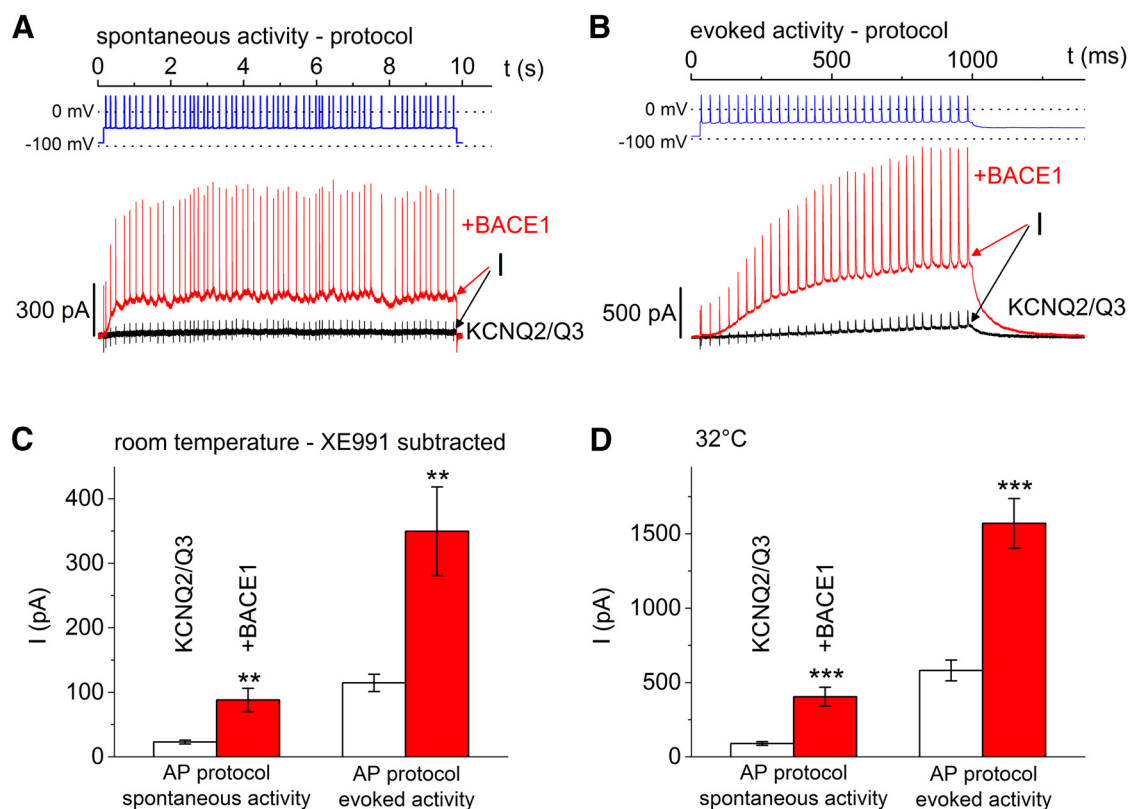 A
spontaneous activity - protocol
0 2 4 6 8 10 t (s)
0 mV
-100 mV
+BACE1
I
300 pA
KCNQ2/Q3
B
evoked activity - protocol
0 500 1000 t (ms)
0 mV
-100 mV
+BACE1
I
500 pA
KCNQ2/Q3
C
room temperature - XE991 subtracted
I (pA)
400
300
200
100
0
KCNQ2/Q3
+BACE1
**
**
AP protocol
spontaneous activity
AP protocol
evoked activity
D
32°C
I (pA)
1500
1000
500
0
KCNQ2/Q3
+BACE1
***
***
AP protocol
spontaneous activity
AP protocol
evoked activity